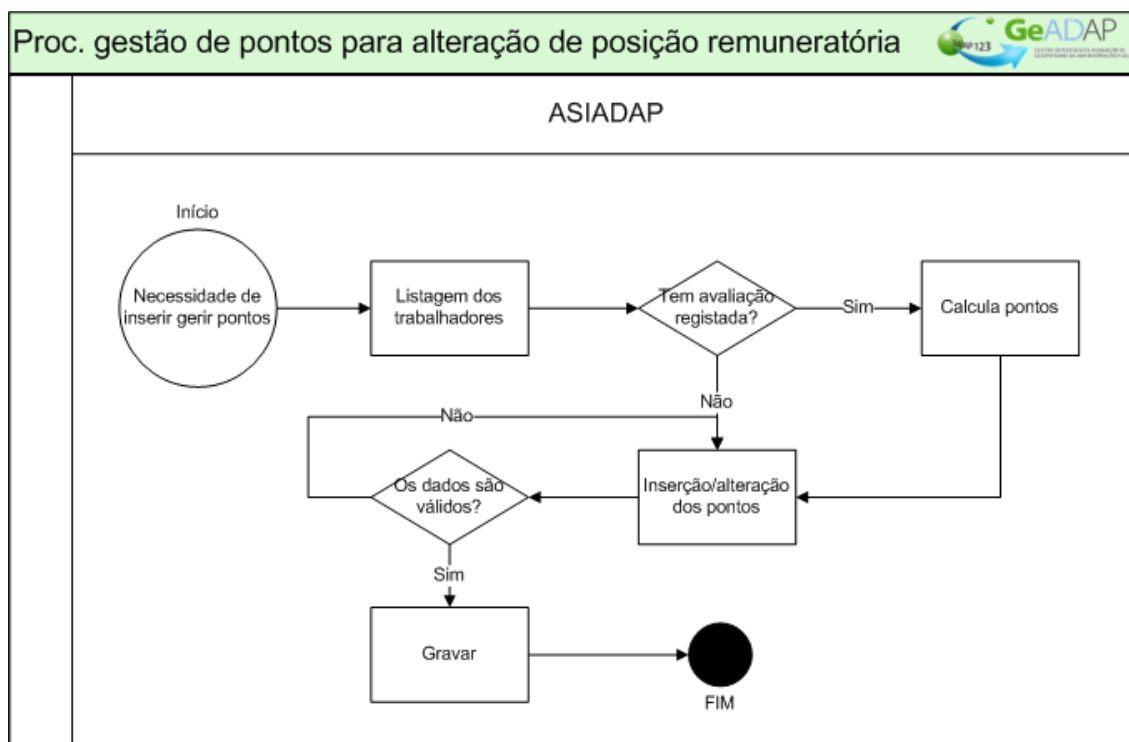 Proc. gestão de pontos para alteração de posição remuneratória
GeADAP
123
ASIADAP
Início
Necessidade de
inserir gerir pontos
Listagem dos
trabalhadores
Tem avaliação
registada?
Sim
Calcula pontos
Não
Não
Os dados são
válidos?
Inserção/alteração
dos pontos
Sim
Gravar
FIM